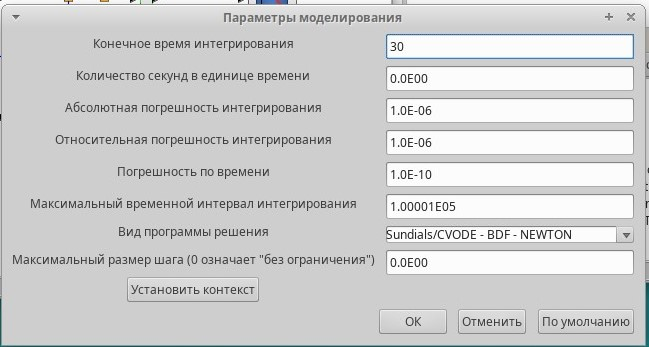 Параметры моделирования
Конечное время интегрирования 30
Количество секунд в единице времени 0.0E00
Абсолютная погрешность интегрирования 1.0E-06
Относительная погрешность интегрирования 1.0E-06
Погрешность по времени 1.0E-10
Максимальный временной интервал интегрирования 1.00001E05
Вид программы решения Sundials/CVODE - BDF - NEWTON
Максимальный размер шага (0 означает "без ограничения") 0.0E00
Установить контекст
ОК Отменить По умолчанию